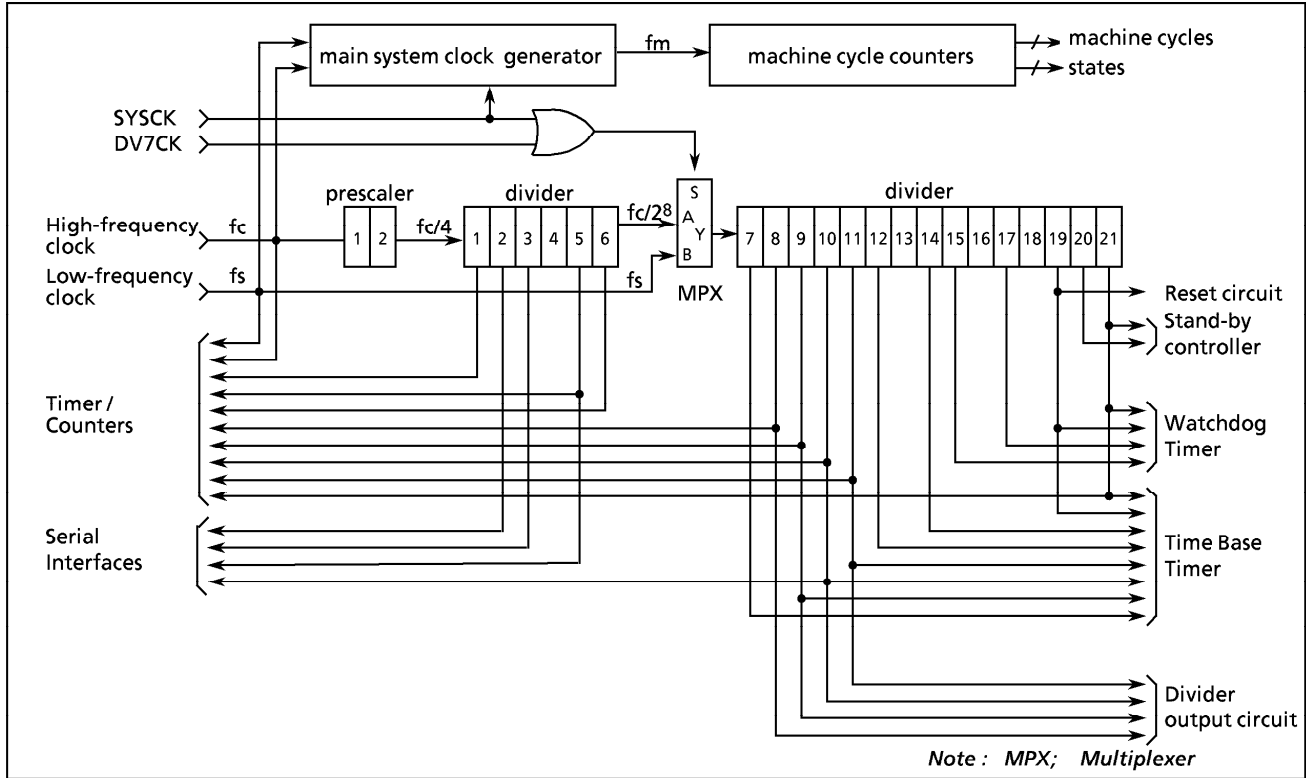 main system clock generator
fm
machine cycle counters
machine cycles
states
SYSCK
DV7CK
prescaler
divider
divider
High-frequency
clock
fc
1 2
fc/4
1 2 3 4 5 6
fc/2⁸
S
A
Y
B
MPX
7 8 9 10 11 12 13 14 15 16 17 18 19 20 21
Low-frequency
clock
fs
fs
Reset circuit
Stand-by
controller
Timer /
Counters
Watchdog
Timer
Serial
Interfaces
Time Base
Timer
Divider
output circuit
Note : MPX; Multiplexer